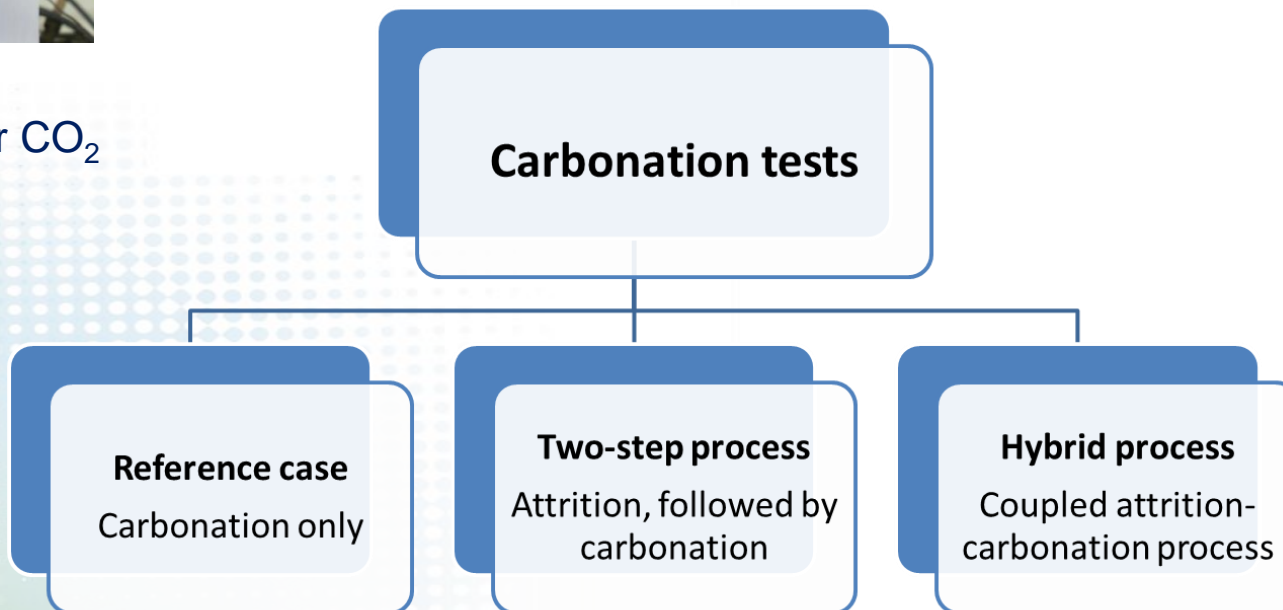 r CO₂
Carbonation tests
Reference case
Carbonation only
Two-step process
Attrition, followed by
carbonation
Hybrid process
Coupled attrition-
carbonation process